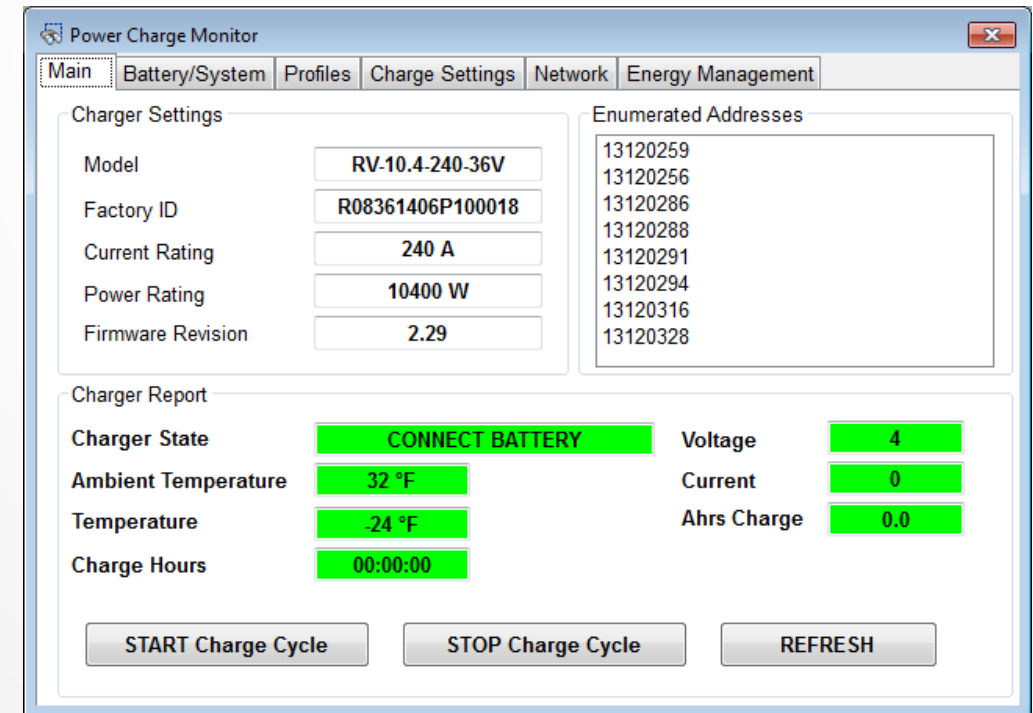 Power Charge Monitor
Main Battery/System Profiles Charge Settings Network Energy Management
Charger Settings
Model RV-10.4-240-36V
Factory ID R08361406P100018
Current Rating 240 A
Power Rating 10400 W
Firmware Revision 2.29
Enumerated Addresses
13120259
13120256
13120286
13120288
13120291
13120294
13120316
13120328
Charger Report
Charger State CONNECT BATTERY Voltage 4
Ambient Temperature 32 °F Current 0
Temperature -24 °F Ahrs Charge 0.0
Charge Hours 00:00:00
START Charge Cycle STOP Charge Cycle REFRESH